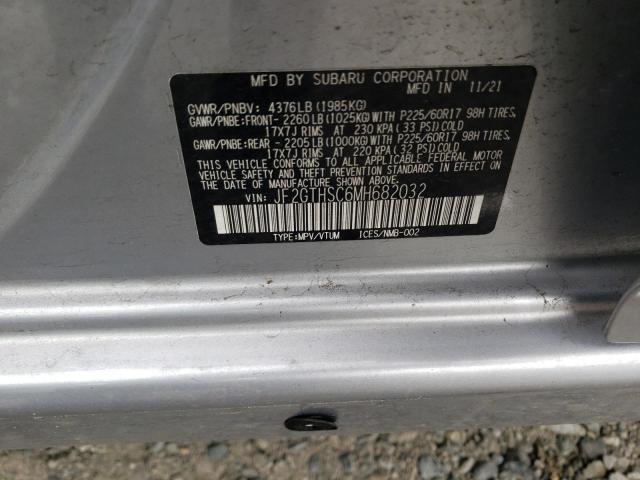 MFD BY SUBARU CORPORATION
MFD IN 11/21
GVWR/PNBV: 4376LB (1985KG)
GAWR/PNBE:FRONT- 2260LB (1025KG) WITH P225/60R17 98H TIRES,
17X7J RIMS AT 230 KPA (33 PSI) COLD
GAWR/PNBE:REAR - 2205LB (1000KG) WITH P225/60R17 98H TIRES,
17X7J RIMS AT 220 KPA (32 PSI) COLD
THIS VEHICLE CONFORMS TO ALL APPLICABLE FEDERAL MOTOR
VEHICLE SAFETY AND THEFT PREVENTION STANDARDS IN EFFECT ON
THE DATE OF MANUFACTURE SHOWN ABOVE.
VIN: JF2GTHSC6MH682032
TYPE:MPV/VTUM ICES/NMB-002